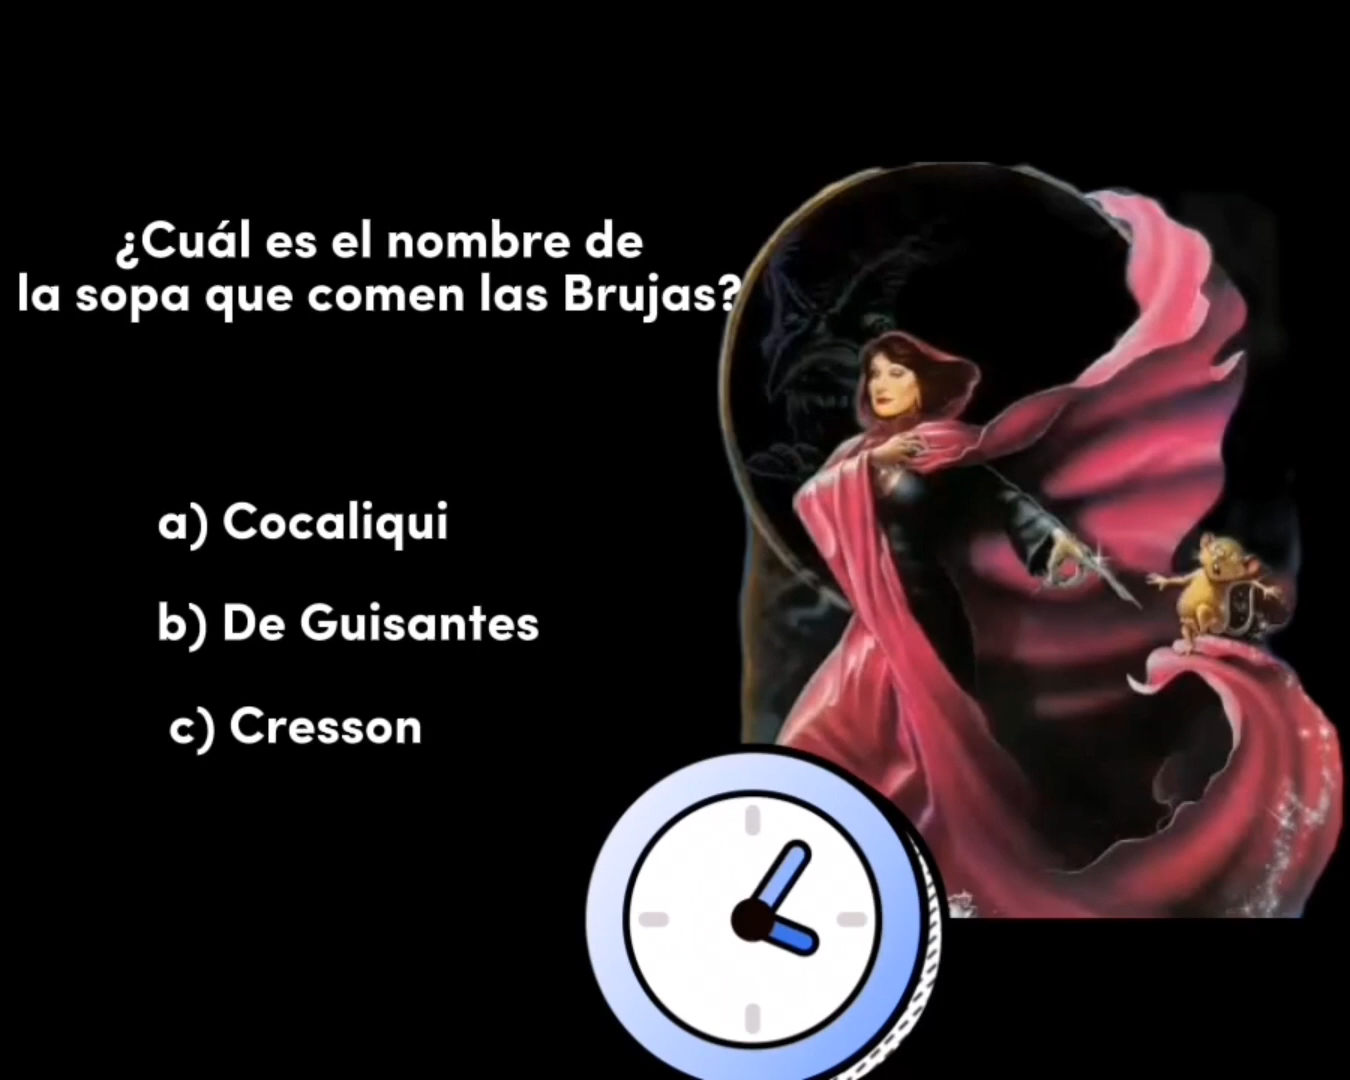 ¿Cuál es el nombre de
la sopa que comen las Brujas?
a) Cocaliqui
b) De Guisantes
c) Cresson